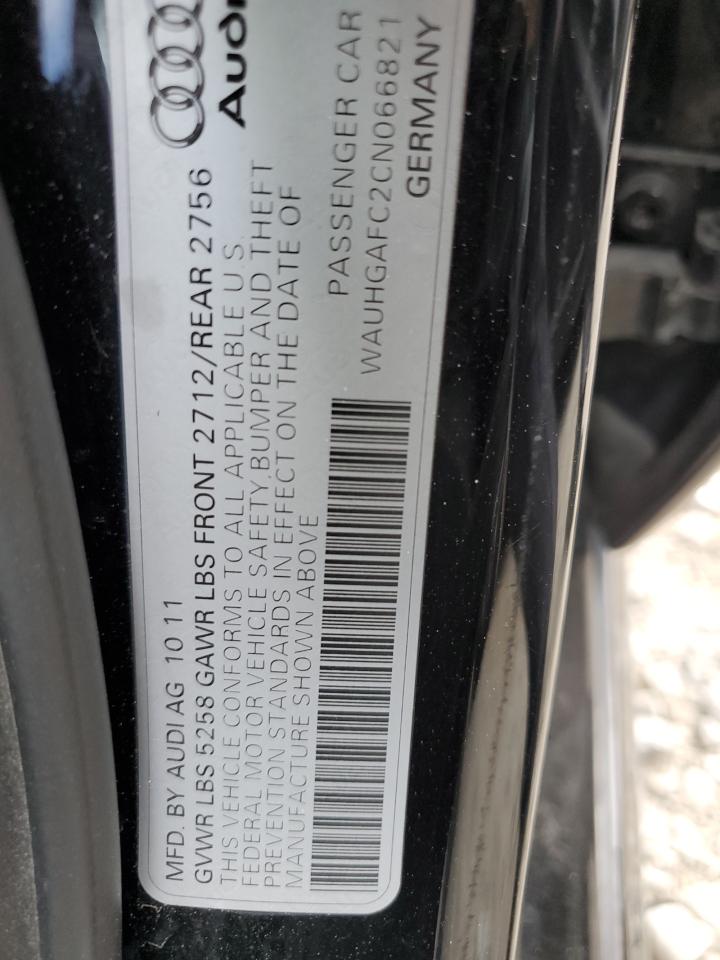 MFD. BY AUDI AG 10 11
GVWR LBS 5258 GAWR LBS FRONT 2712/REAR 2756
THIS VEHICLE CONFORMS TO ALL APPLICABLE U.S.
FEDERAL MOTOR VEHICLE SAFETY,BUMPER AND THEFT
PREVENTION STANDARDS IN EFFECT ON THE DATE OF
MANUFACTURE SHOWN ABOVE
Audi
PASSENGER CAR
WAUHGAFC2CN066821
GERMANY